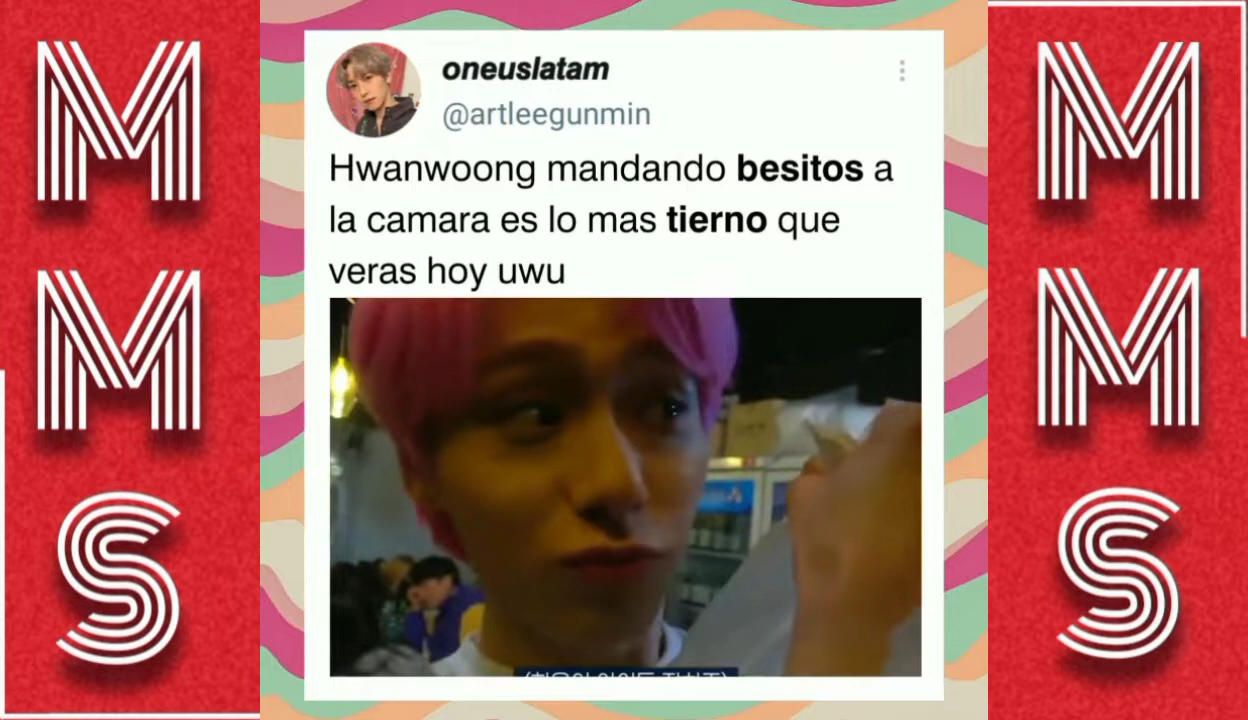 M
M
S
oneuslatam
@artleegunmin
Hwanwoong mandando besitos a
la camara es lo mas tierno que
veras hoy uwu
M
M
S